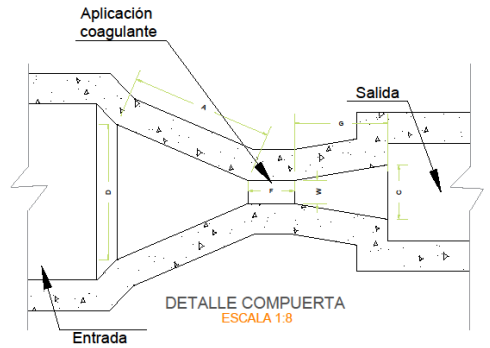 Aplicación
coagulante
Salida
A
G
D
F
W
C
DETALLE COMPUERTA
ESCALA 1:8
Entrada